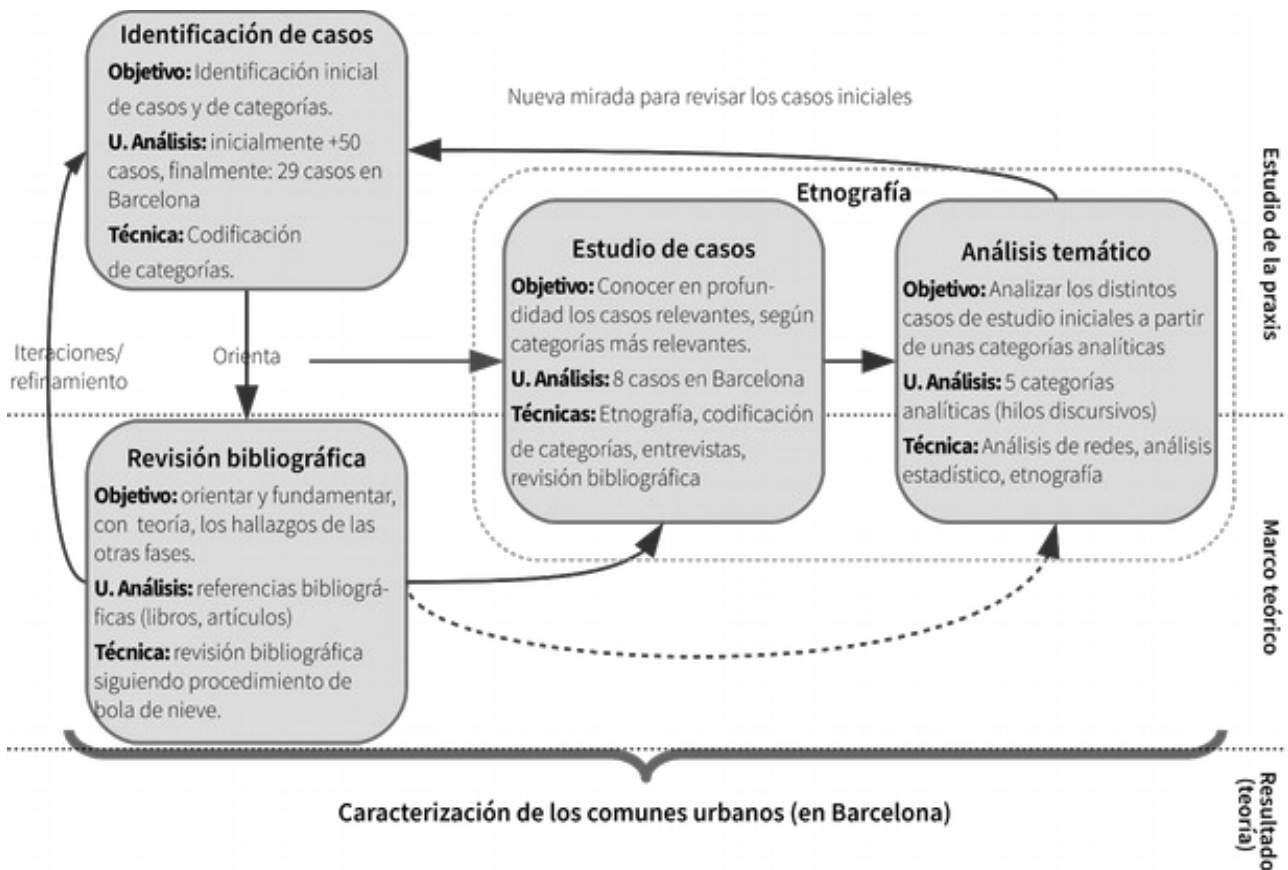 Identificación de casos
Objetivo: Identificación inicial
de casos y de categorías.
U. Análisis: inicialmente +50
casos, finalmente: 29 casos en
Barcelona
Técnica: Codificación
de categorías.
Nueva mirada para revisar los casos iniciales
Etnografía
Estudio de casos
Objetivo: Conocer en profun-
didad los casos relevantes, según
categorías más relevantes.
U. Análisis: 8 casos en Barcelona
Técnicas: Etnografía, codificación
de categorías, entrevistas,
revisión bibliográfica
Análisis temático
Objetivo: Analizar los distintos
casos de estudio iniciales a partir
de unas categorías analíticas
U. Análisis: 5 categorías
analíticas (hilos discursivos)
Técnica: Análisis de redes, análisis
estadístico, etnografía
Estudio de la praxis
Iteraciones/
refinamiento
Orienta
Revisión bibliográfica
Objetivo: orientar y fundamentar,
con teoría, los hallazgos de las
otras fases.
U. Análisis: referencias bibliográ-
ficas (libros, artículos)
Técnica: revisión bibliográfica
siguiendo procedimiento de
bola de nieve.
Marco teórico
Caracterización de los comunes urbanos (en Barcelona)
Resultado
(teoría)